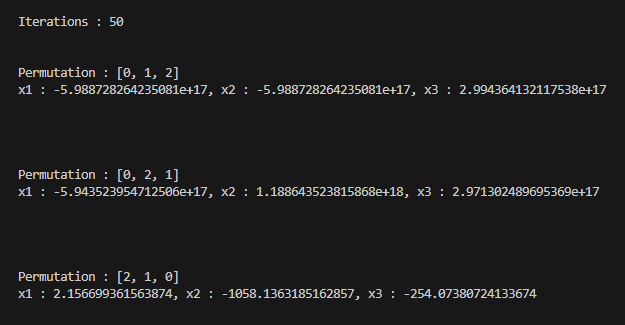 Iterations : 50
Permutation : [0, 1, 2]
x1 : -5.988728264235081e+17, x2 : -5.988728264235081e+17, x3 : 2.994364132117538e+17
Permutation : [0, 2, 1]
x1 : -5.943523954712506e+17, x2 : 1.188643523815868e+18, x3 : 2.971302489695369e+17
Permutation : [2, 1, 0]
x1 : 2.156699361563874, x2 : -1058.1363185162857, x3 : -254.07380724133674